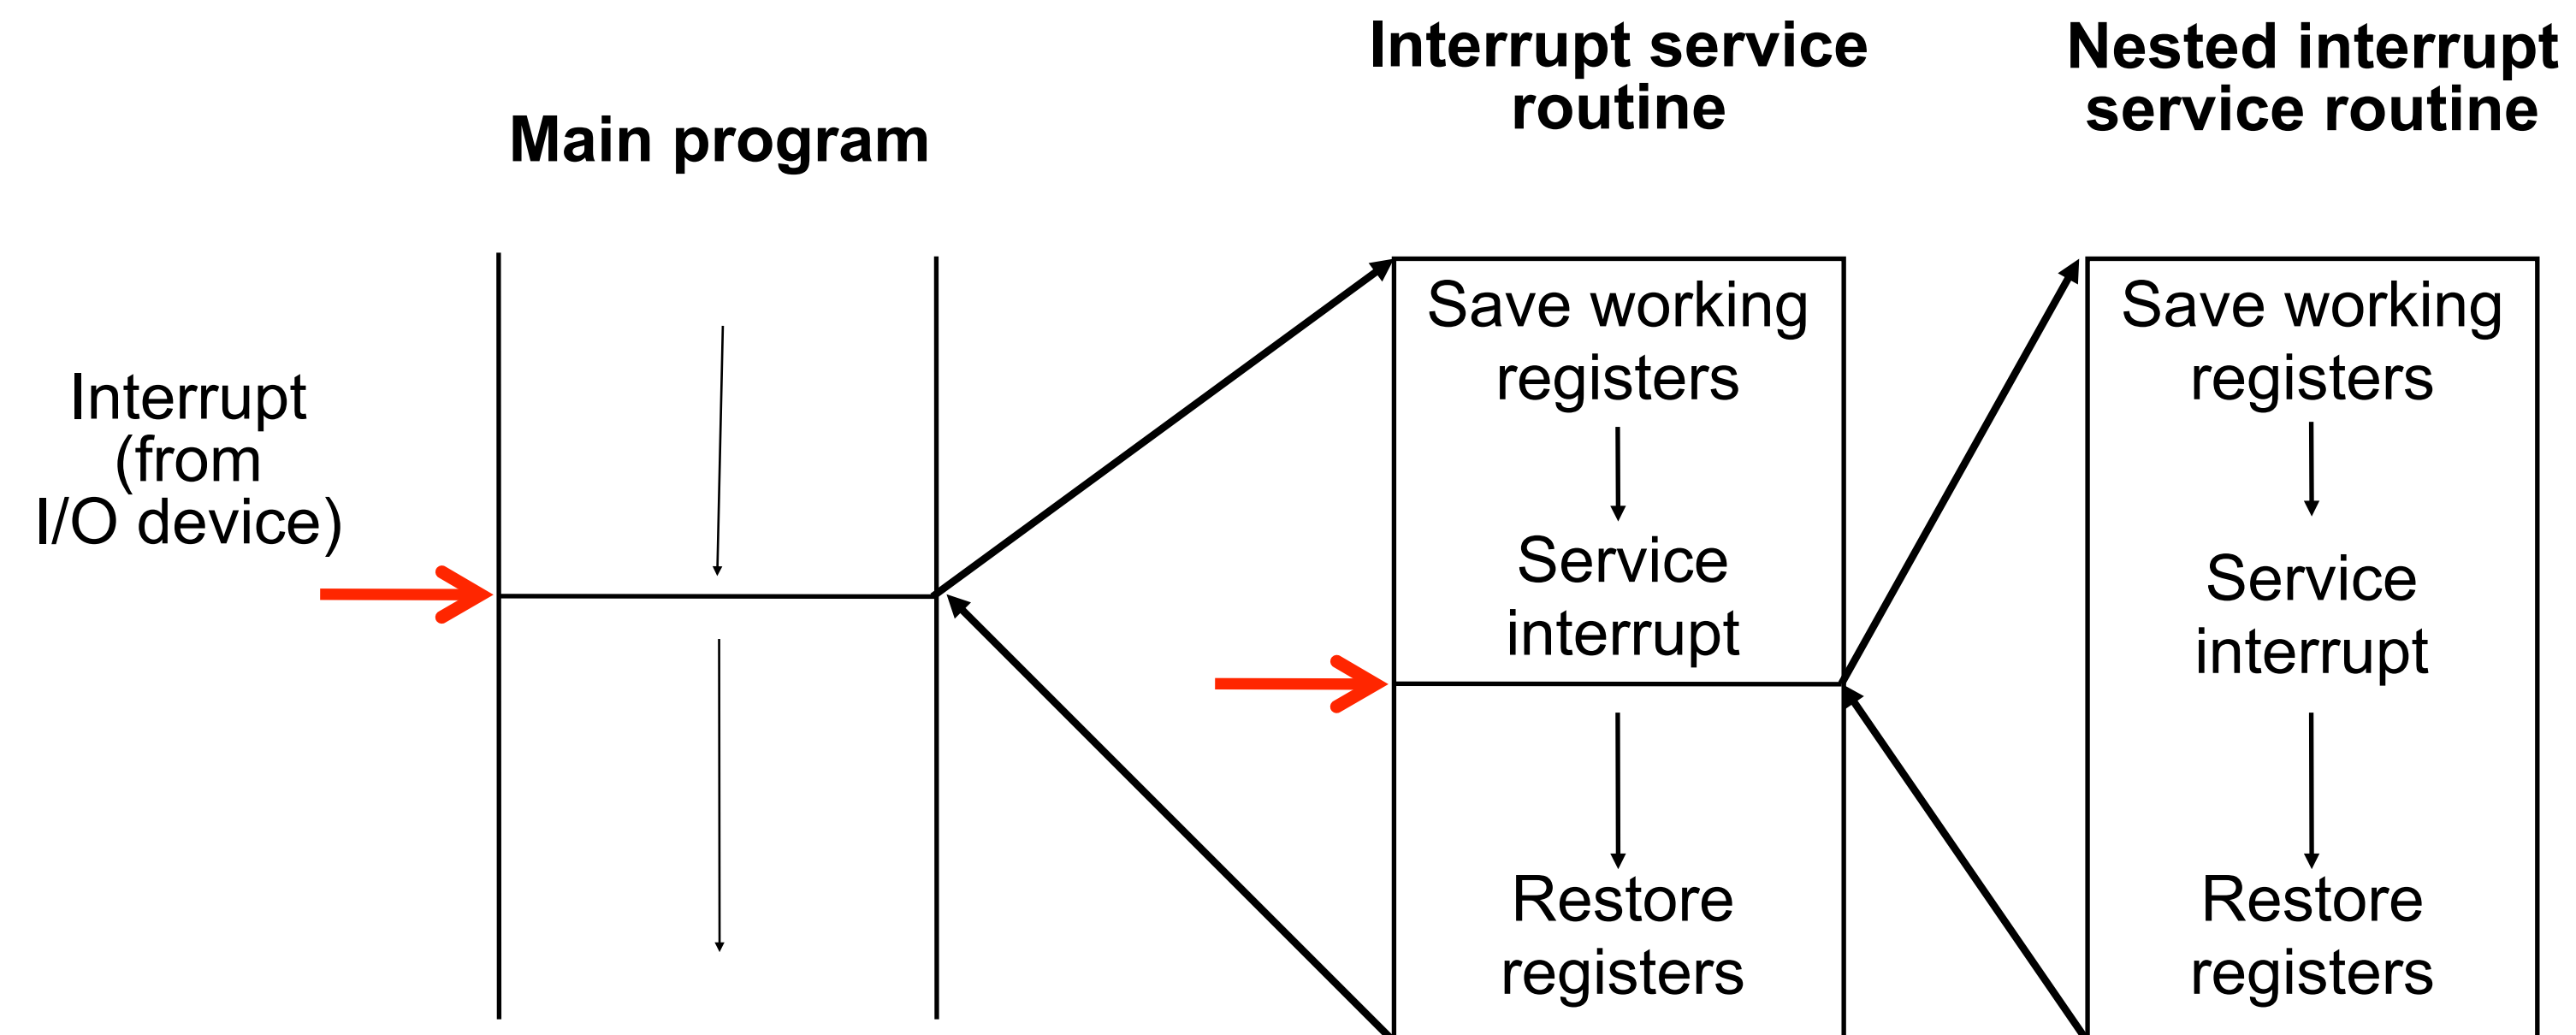 Main program
Interrupt service
routine
Nested interrupt
service routine
Interrupt
(from
I/O device)
Save working
registers
Service
interrupt
Restore
registers
Save working
registers
Service
interrupt
Restore
registers